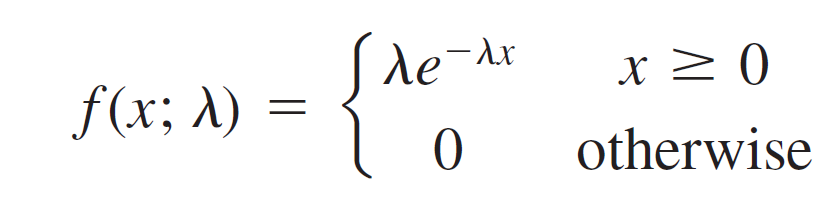 f(x; λ) = { λe^{−λx} x ≥ 0
0 otherwise